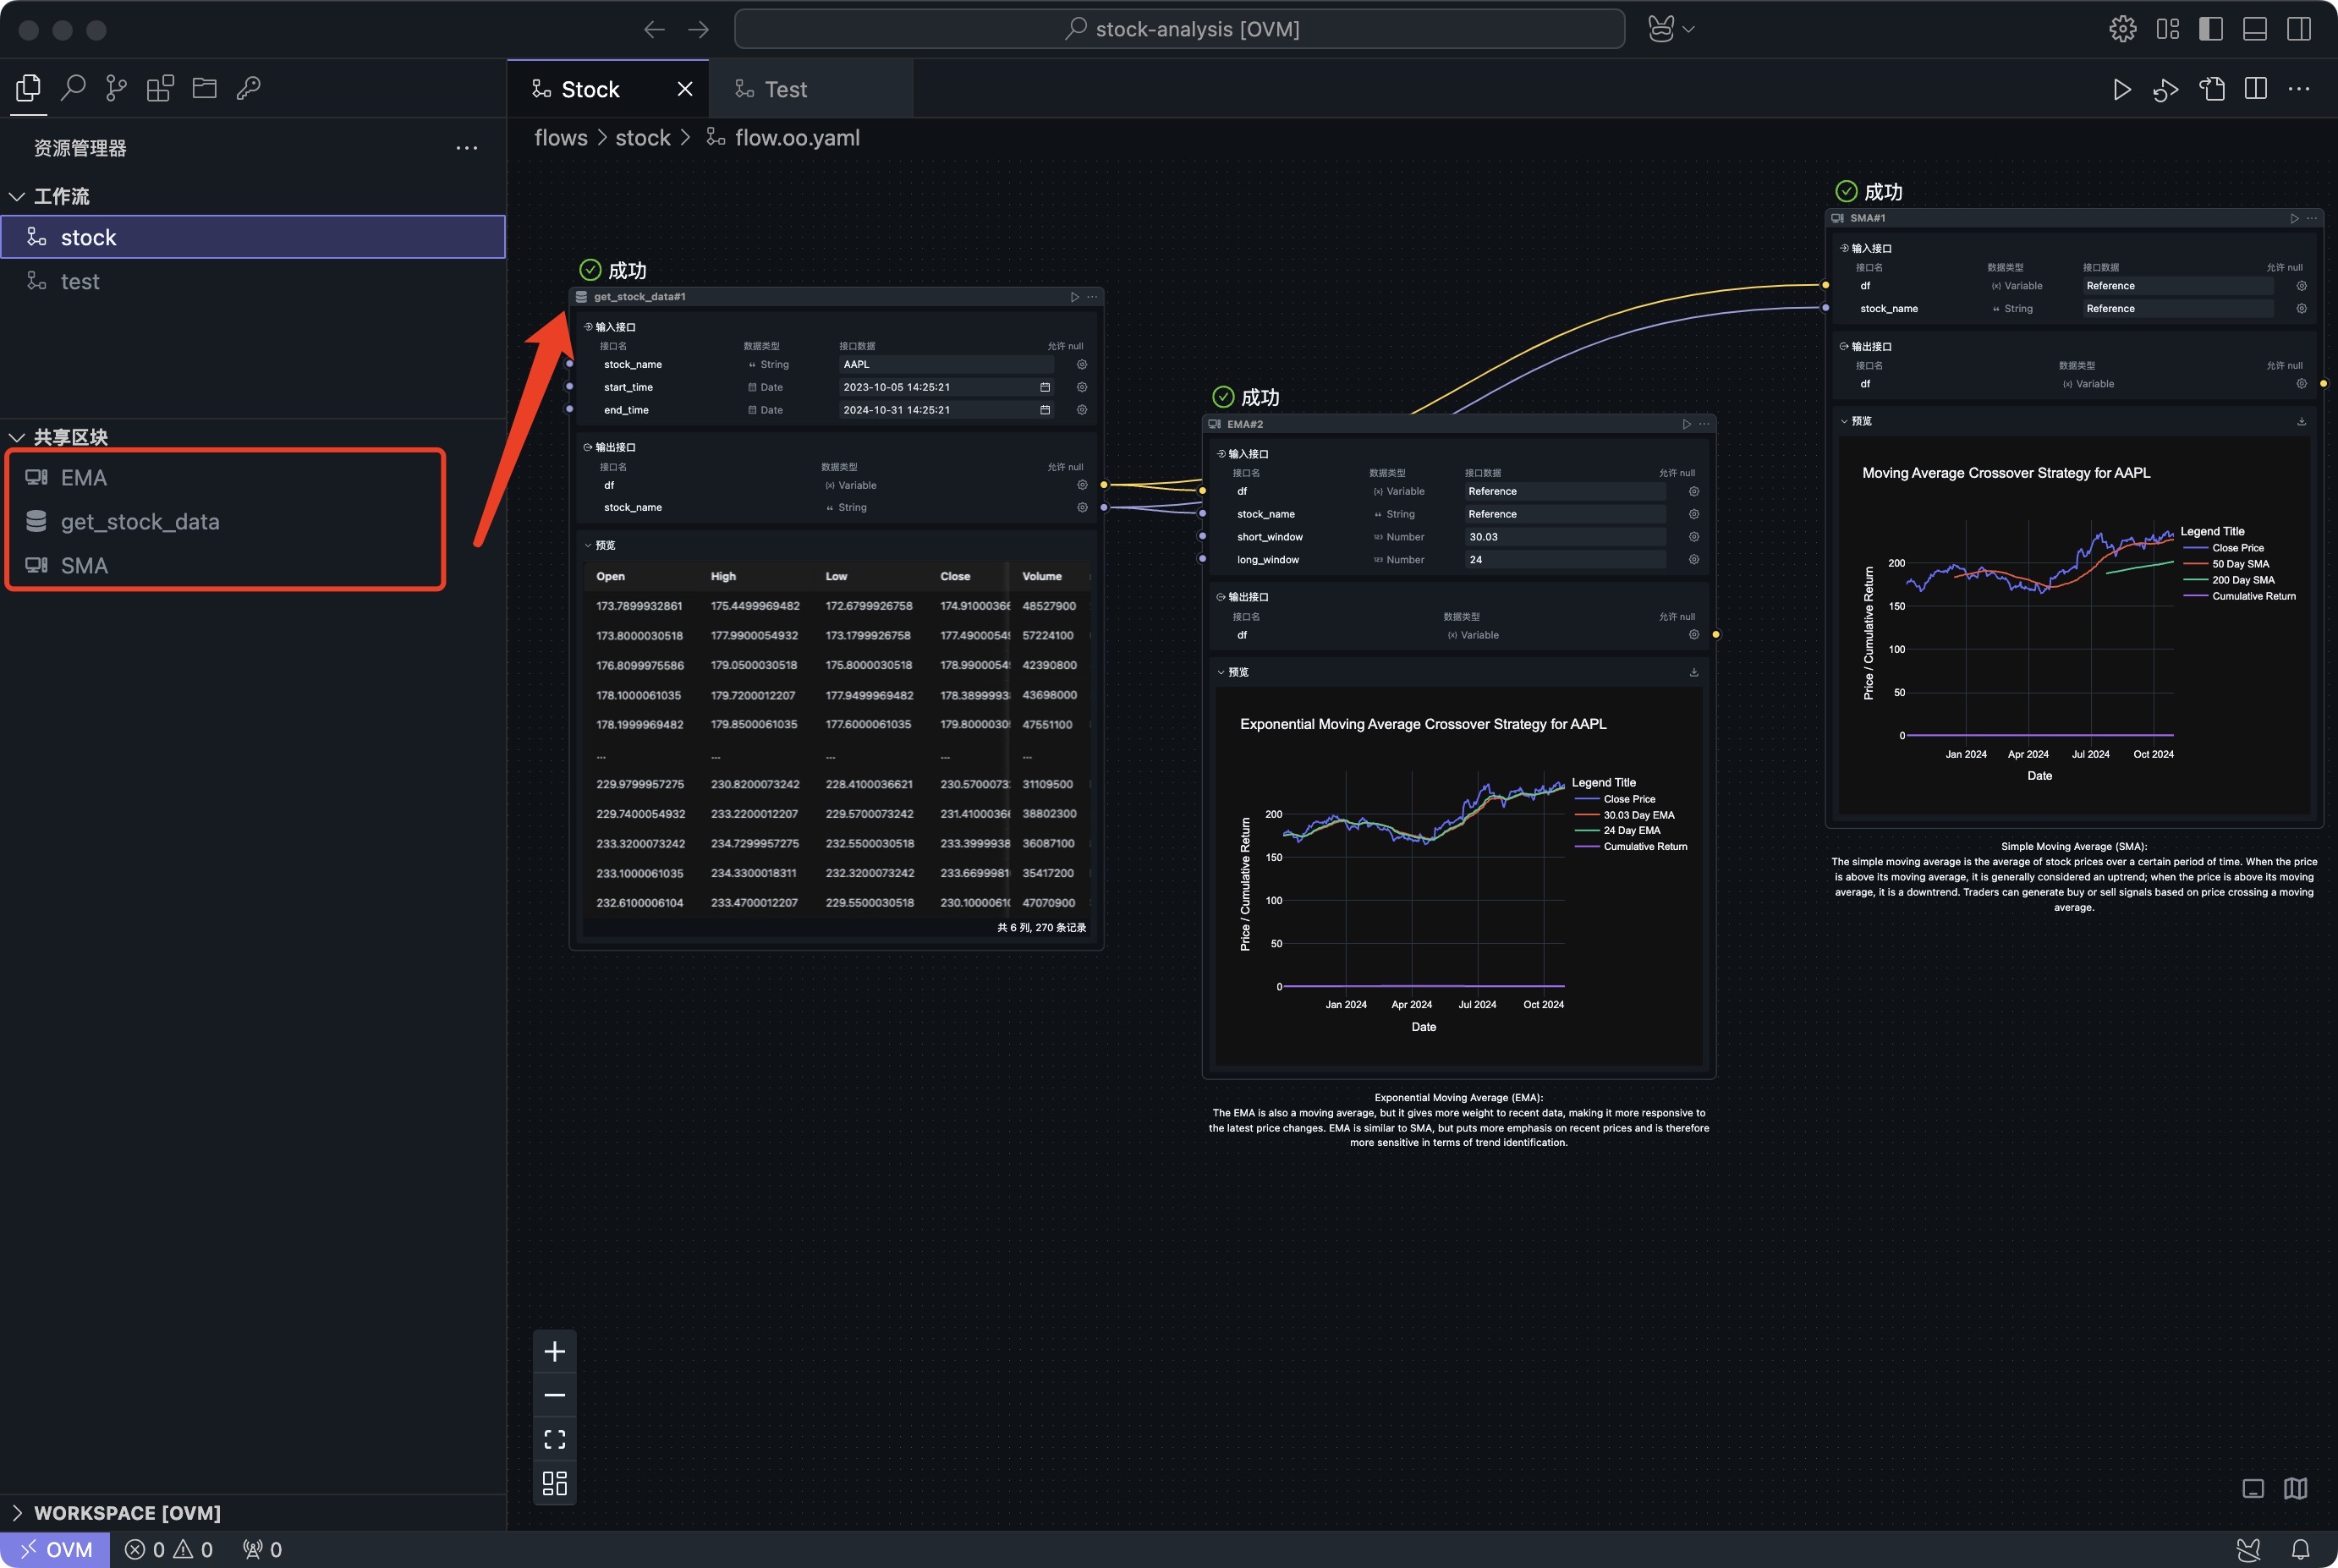 stock-analysis [OVM]
Stock
Test
资源管理器
flows > stock > flow.oo.yaml
工作流
stock
test
共享区块
EMA
get_stock_data
SMA
WORKSPACE [OVM]
成功
get_stock_data#1
输入接口
接口名 数据类型 接口数据 允许 null
stock_name String AAPL
start_time Date 2023-10-05 14:25:21
end_time Date 2024-10-31 14:25:21
输出接口
接口名 数据类型 允许 null
df (x) Variable
stock_name String
预览
Open High Low Close Volume
173.7899932861 175.4499969482 172.6799926758 174.91000366 48527900
173.8000030518 177.9900054932 173.1799926758 177.49000549 57224100
176.8099975586 179.0500030518 175.8000030518 178.99000549 42390800
178.1000061035 179.7200012207 177.9499969482 178.38999938 43698000
178.1999969482 179.8500061035 177.6000061035 179.80000305 47551100
... ... ... ... ...
229.9799957275 230.8200073242 228.4100036621 230.57000732 31109500
229.7400054932 233.2200012207 229.5700073242 231.41000366 38802300
233.3200073242 234.7299957275 232.5500030518 233.3999938 36087100
233.1000061035 234.3300018311 232.3200073242 233.66999816 35417200
232.6100006104 233.4700012207 229.5500030518 230.10000610 47070900
共 6 列, 270 条记录
成功
EMA#2
输入接口
接口名 数据类型 接口数据 允许 null
df (x) Variable Reference
stock_name String Reference
short_window 123 Number 30.03
long_window 123 Number 24
输出接口
接口名 数据类型 允许 null
df (x) Variable
预览
Exponential Moving Average Crossover Strategy for AAPL
Legend Title
Close Price
30.03 Day EMA
24 Day EMA
Cumulative Return
Price / Cumulative Return
200
150
100
50
0
Jan 2024 Apr 2024 Jul 2024 Oct 2024
Date
Exponential Moving Average (EMA):
The EMA is also a moving average, but it gives more weight to recent data, making it more responsive to
the latest price changes. EMA is similar to SMA, but puts more emphasis on recent prices and is therefore
more sensitive in terms of trend identification.
成功
SMA#1
输入接口
接口名 数据类型 接口数据 允许 null
df (x) Variable Reference
stock_name String Reference
输出接口
接口名 数据类型 允许 null
df (x) Variable
预览
Moving Average Crossover Strategy for AAPL
Legend Title
Close Price
50 Day SMA
200 Day SMA
Cumulative Return
Price / Cumulative Return
200
150
100
50
0
Jan 2024 Apr 2024 Jul 2024 Oct 2024
Date
Simple Moving Average (SMA):
The simple moving average is the average of stock prices over a certain period of time. When the price
is above its moving average, it is generally considered an uptrend; when the price is above its moving
average, it is a downtrend. Traders can generate buy or sell signals based on price crossing a moving
average.
OVM 0 0 0